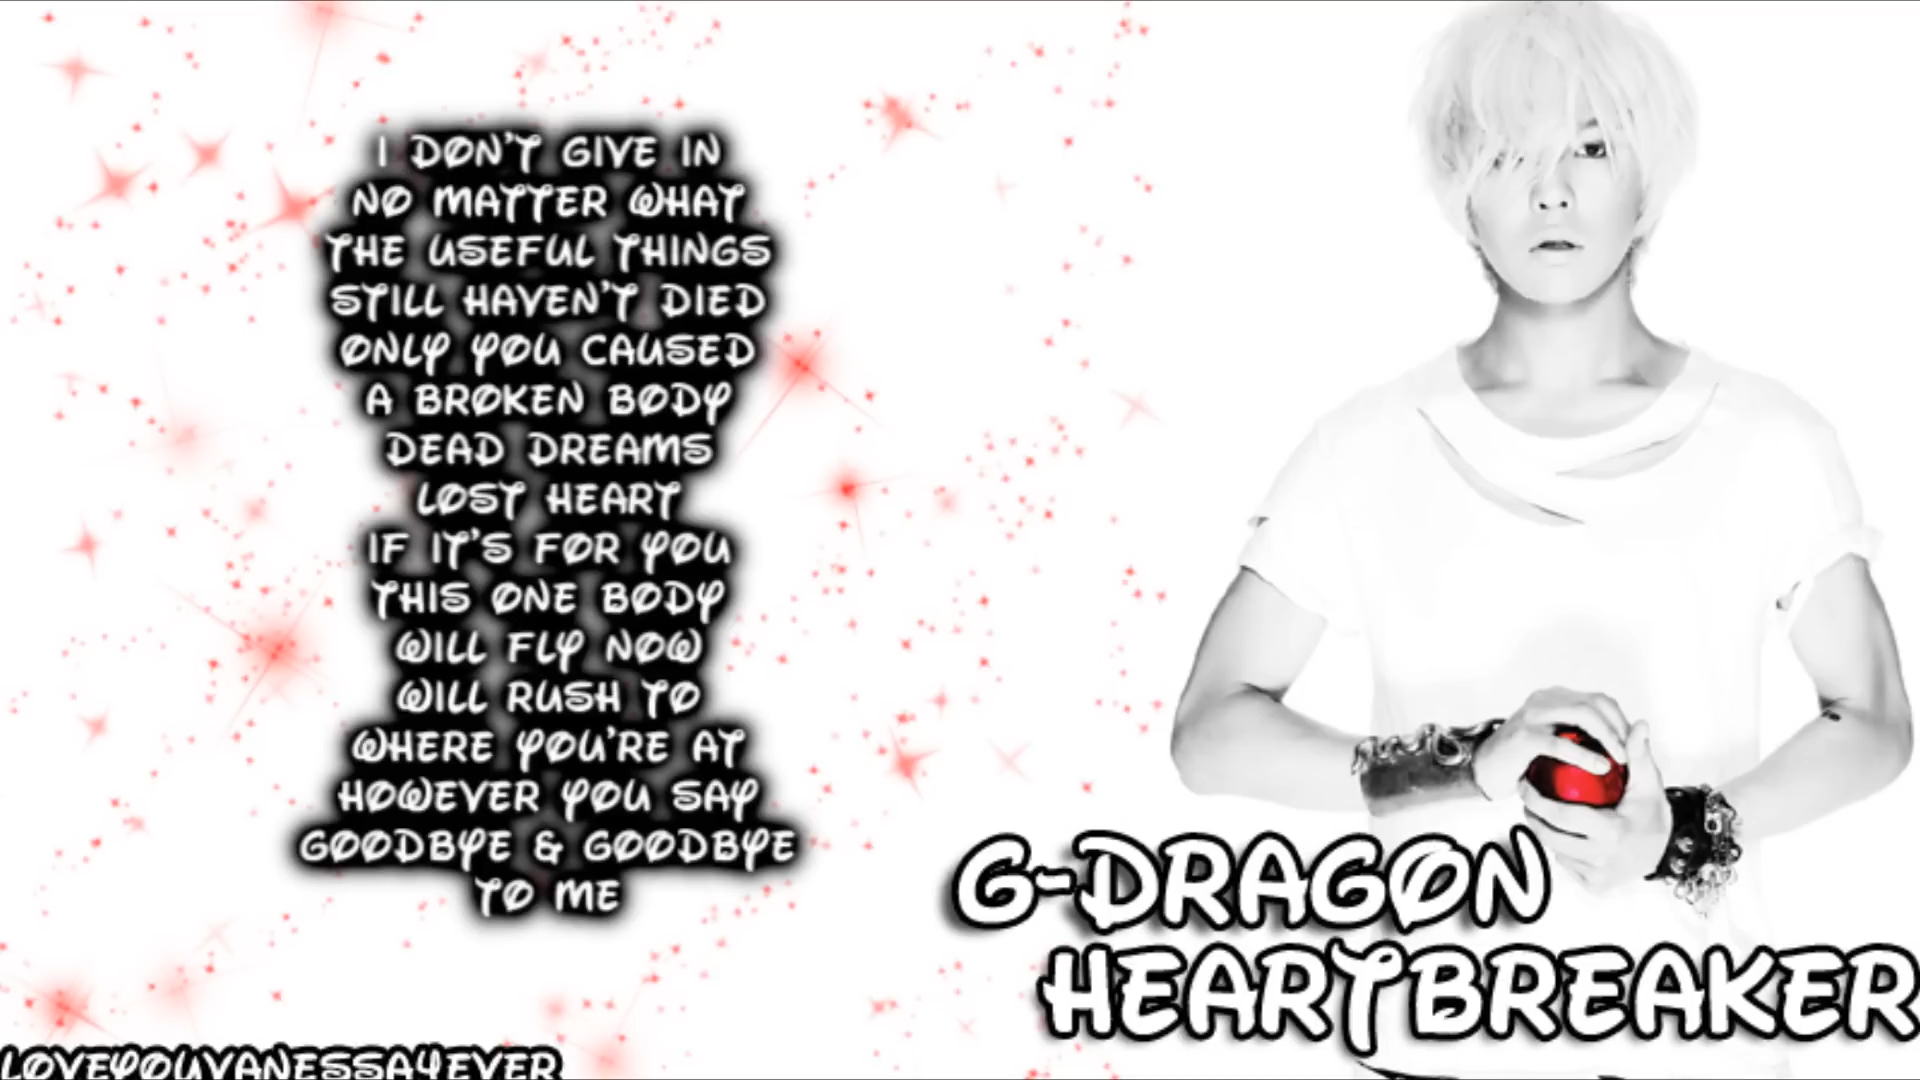 I DON'T GIVE IN
NO MATTER WHAT
THE USEFUL THINGS
STILL HAVEN'T DIED
ONLY YOU CAUSED
A BROKEN BODY
DEAD DREAMS
LOST HEART
IF IT'S FOR YOU
THIS ONE BODY
WILL FLY NOW
WILL RUSH TO
WHERE YOU'RE AT
HOWEVER YOU SAY
GOODBYE & GOODBYE
TO ME
G-DRAGON
HEARTBREAKER
LOVEYOUVANESSA4EVER